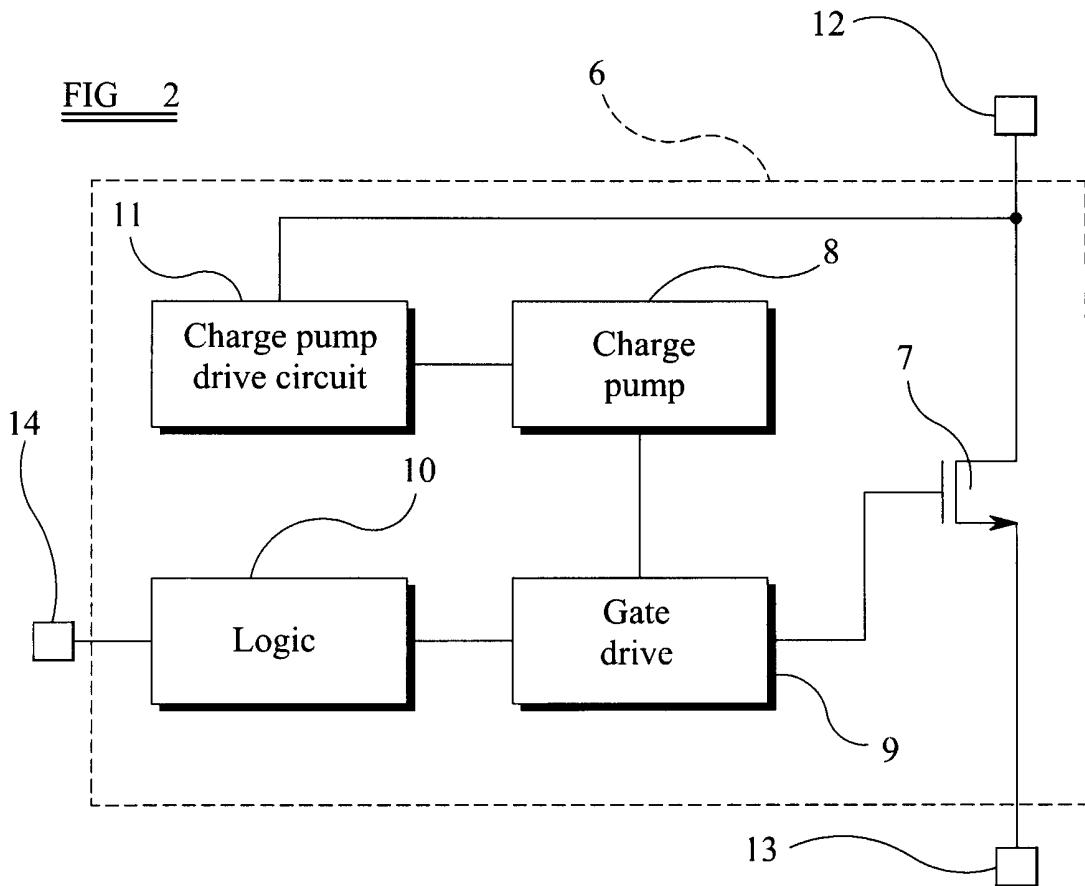 12
6
FIG 2
11
8
Charge pump
drive circuit
Charge
pump
7
14
10
Logic
Gate
drive
9
13